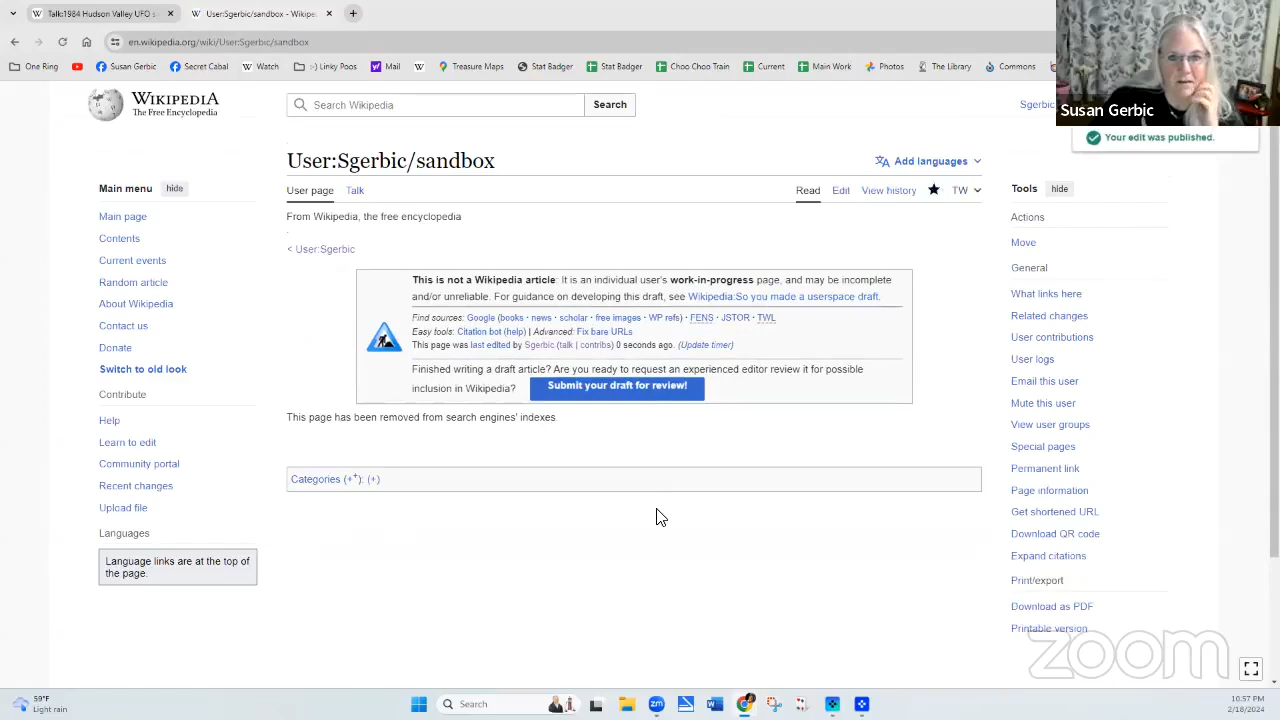 Talk:1984 Hudson Valley UFO s
User:Sgerbic/sandbox - Wikiped
en.wikipedia.org/wiki/User:Sgerbic/sandbox
One Ring
Susan Gerbic
Secret Cabal
Watch
:-) Linky Poos
Mail
Treasure Maps
Stat Badger
Stat Badger
Choo Choo Train
Current
Main Work
Photos
The Library
Commons
Susan Gerbic
WIKIPEDIA
The Free Encyclopedia
Search Wikipedia
Search
Sgerbic
Your edit was published.
User:Sgerbic/sandbox
Add languages
Main menu
hide
User page
Talk
Read
Edit
View history
TW
Tools
hide
Main page
Contents
Current events
Random article
About Wikipedia
Contact us
Donate
Switch to old look
Contribute
Help
Learn to edit
Community portal
Recent changes
Upload file
Languages
Language links are at the top of
the page.
From Wikipedia, the free encyclopedia
< User:Sgerbic
This is not a Wikipedia article: It is an individual user's work-in-progress page, and may be incomplete
and/or unreliable. For guidance on developing this draft, see Wikipedia:So you made a userspace draft.
Find sources: Google (books · news · scholar · free images · WP refs) · FENS · JSTOR · TWL
Easy tools: Citation bot (help) | Advanced: Fix bare URLs
This page was last edited by Sgerbic (talk | contribs) 0 seconds ago. (Update timer)
Finished writing a draft article? Are you ready to request an experienced editor review it for possible
inclusion in Wikipedia? Submit your draft for review!
This page has been removed from search engines' indexes.
Categories (++): (+)
Actions
Move
General
What links here
Related changes
User contributions
User logs
Email this user
Mute this user
View user groups
Special pages
Permanent link
Page information
Get shortened URL
Download QR code
Expand citations
Print/export
Download as PDF
Printable version
zoom
59°F
Light rain
Search
10:57 PM
2/18/2024